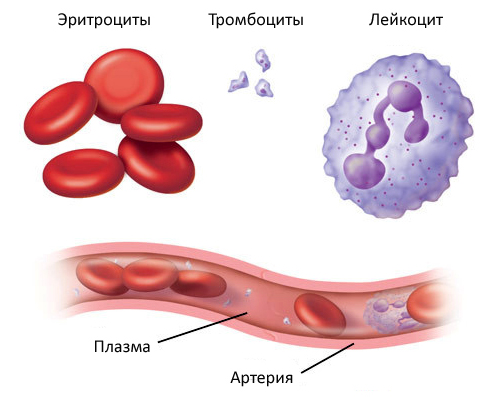 Эритроциты
Тромбоциты
Лейкоцит
Плазма
Артерия